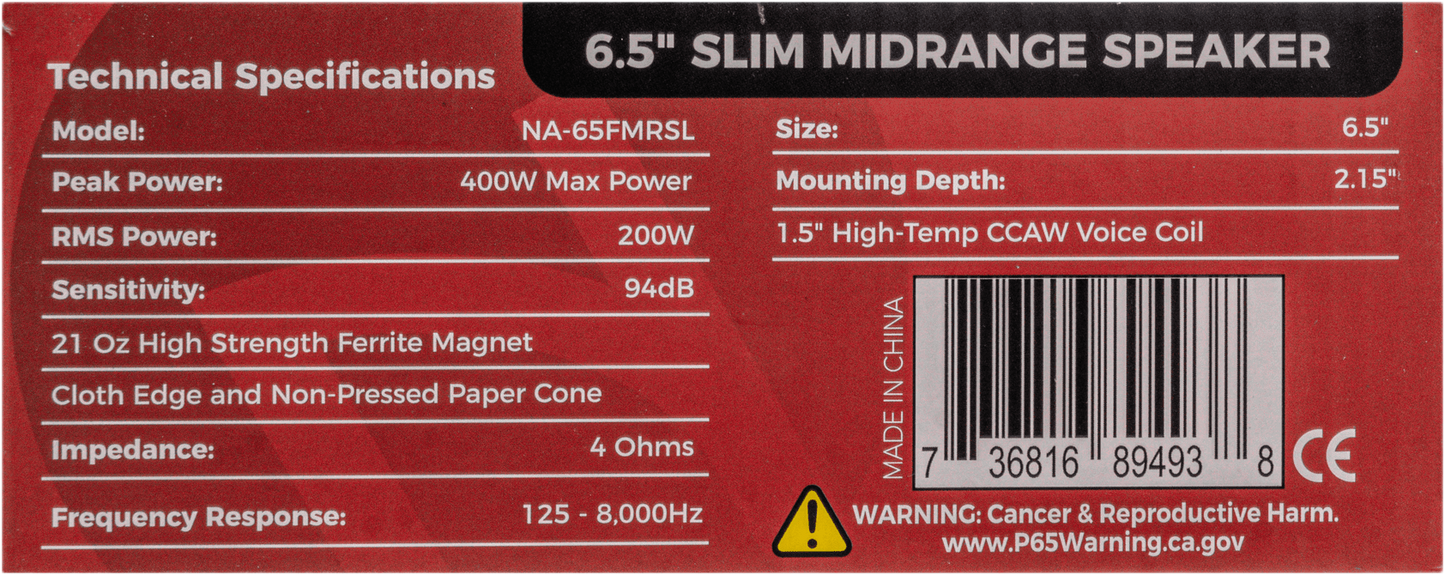 6.5" SLIM MIDRANGE SPEAKER
Technical Specifications
Model: NA-65FMRSL
Peak Power: 400W Max Power
RMS Power: 200W
Sensitivity: 94dB
21 Oz High Strength Ferrite Magnet
Cloth Edge and Non-Pressed Paper Cone
Impedance: 4 Ohms
Frequency Response: 125 - 8,000Hz
Size: 6.5"
Mounting Depth: 2.15"
1.5" High-Temp CCAW Voice Coil
MADE IN CHINA
7 36816 89493 8
CE
WARNING: Cancer & Reproductive Harm.
www.P65Warning.ca.gov